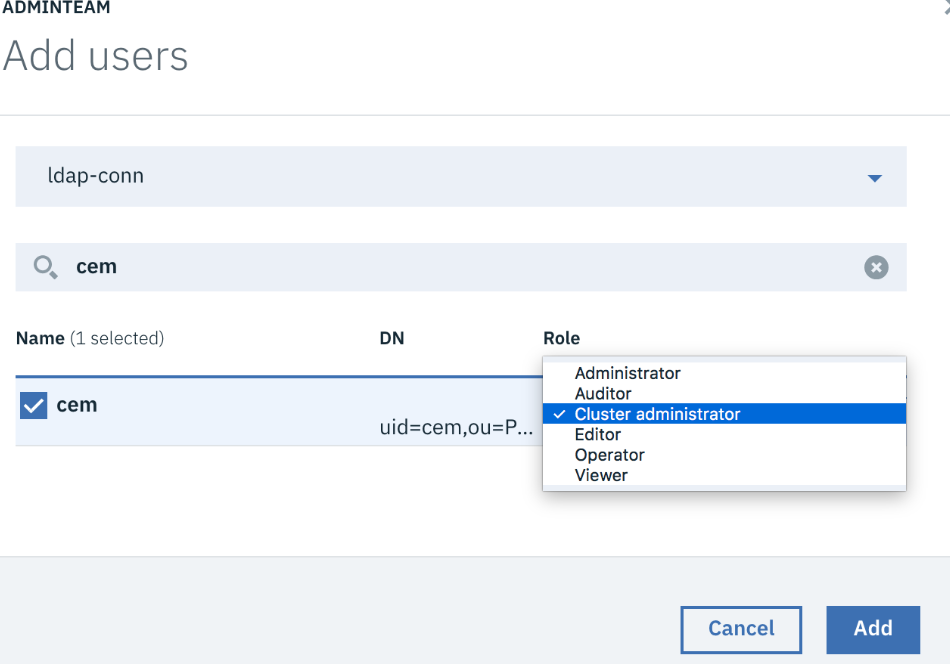 ADMINTEAM
Add users
ldap-conn
cem
Name (1 selected) DN Role
cem
uid=cem,ou=P...
Administrator
Auditor
Cluster administrator
Editor
Operator
Viewer
Cancel Add